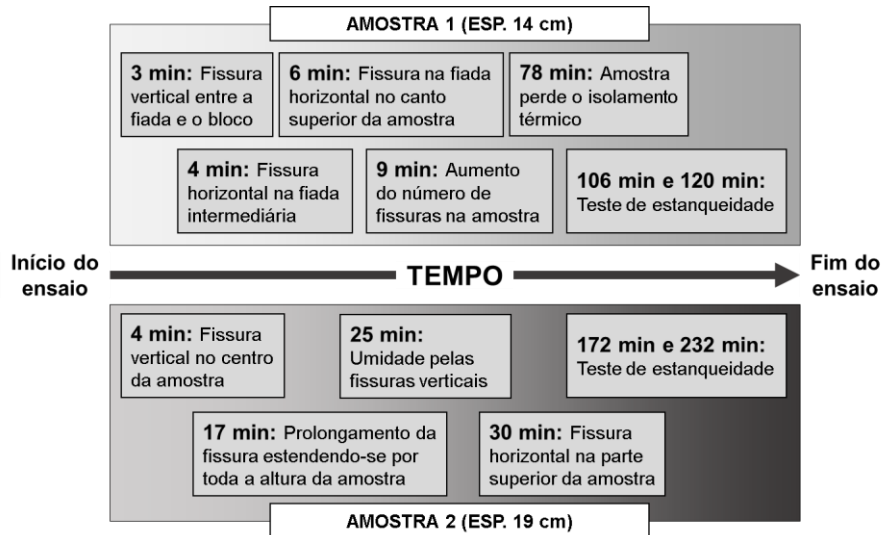 AMOSTRA 1 (ESP. 14 cm)
3 min: Fissura
vertical entre a
fiada e o bloco
6 min: Fissura na fiada
horizontal no canto
superior da amostra
78 min: Amostra
perde o isolamento
térmico
4 min: Fissura
horizontal na fiada
intermediária
9 min: Aumento
do número de
fissuras na amostra
106 min e 120 min:
Teste de estanqueidade
Início do
ensaio
TEMPO
Fim do
ensaio
4 min: Fissura
vertical no centro
da amostra
25 min:
Umidade pelas
fissuras verticais
172 min e 232 min:
Teste de estanqueidade
17 min: Prolongamento da
fissura estendendo-se por
toda a altura da amostra
30 min: Fissura
horizontal na parte
superior da amostra
AMOSTRA 2 (ESP. 19 cm)